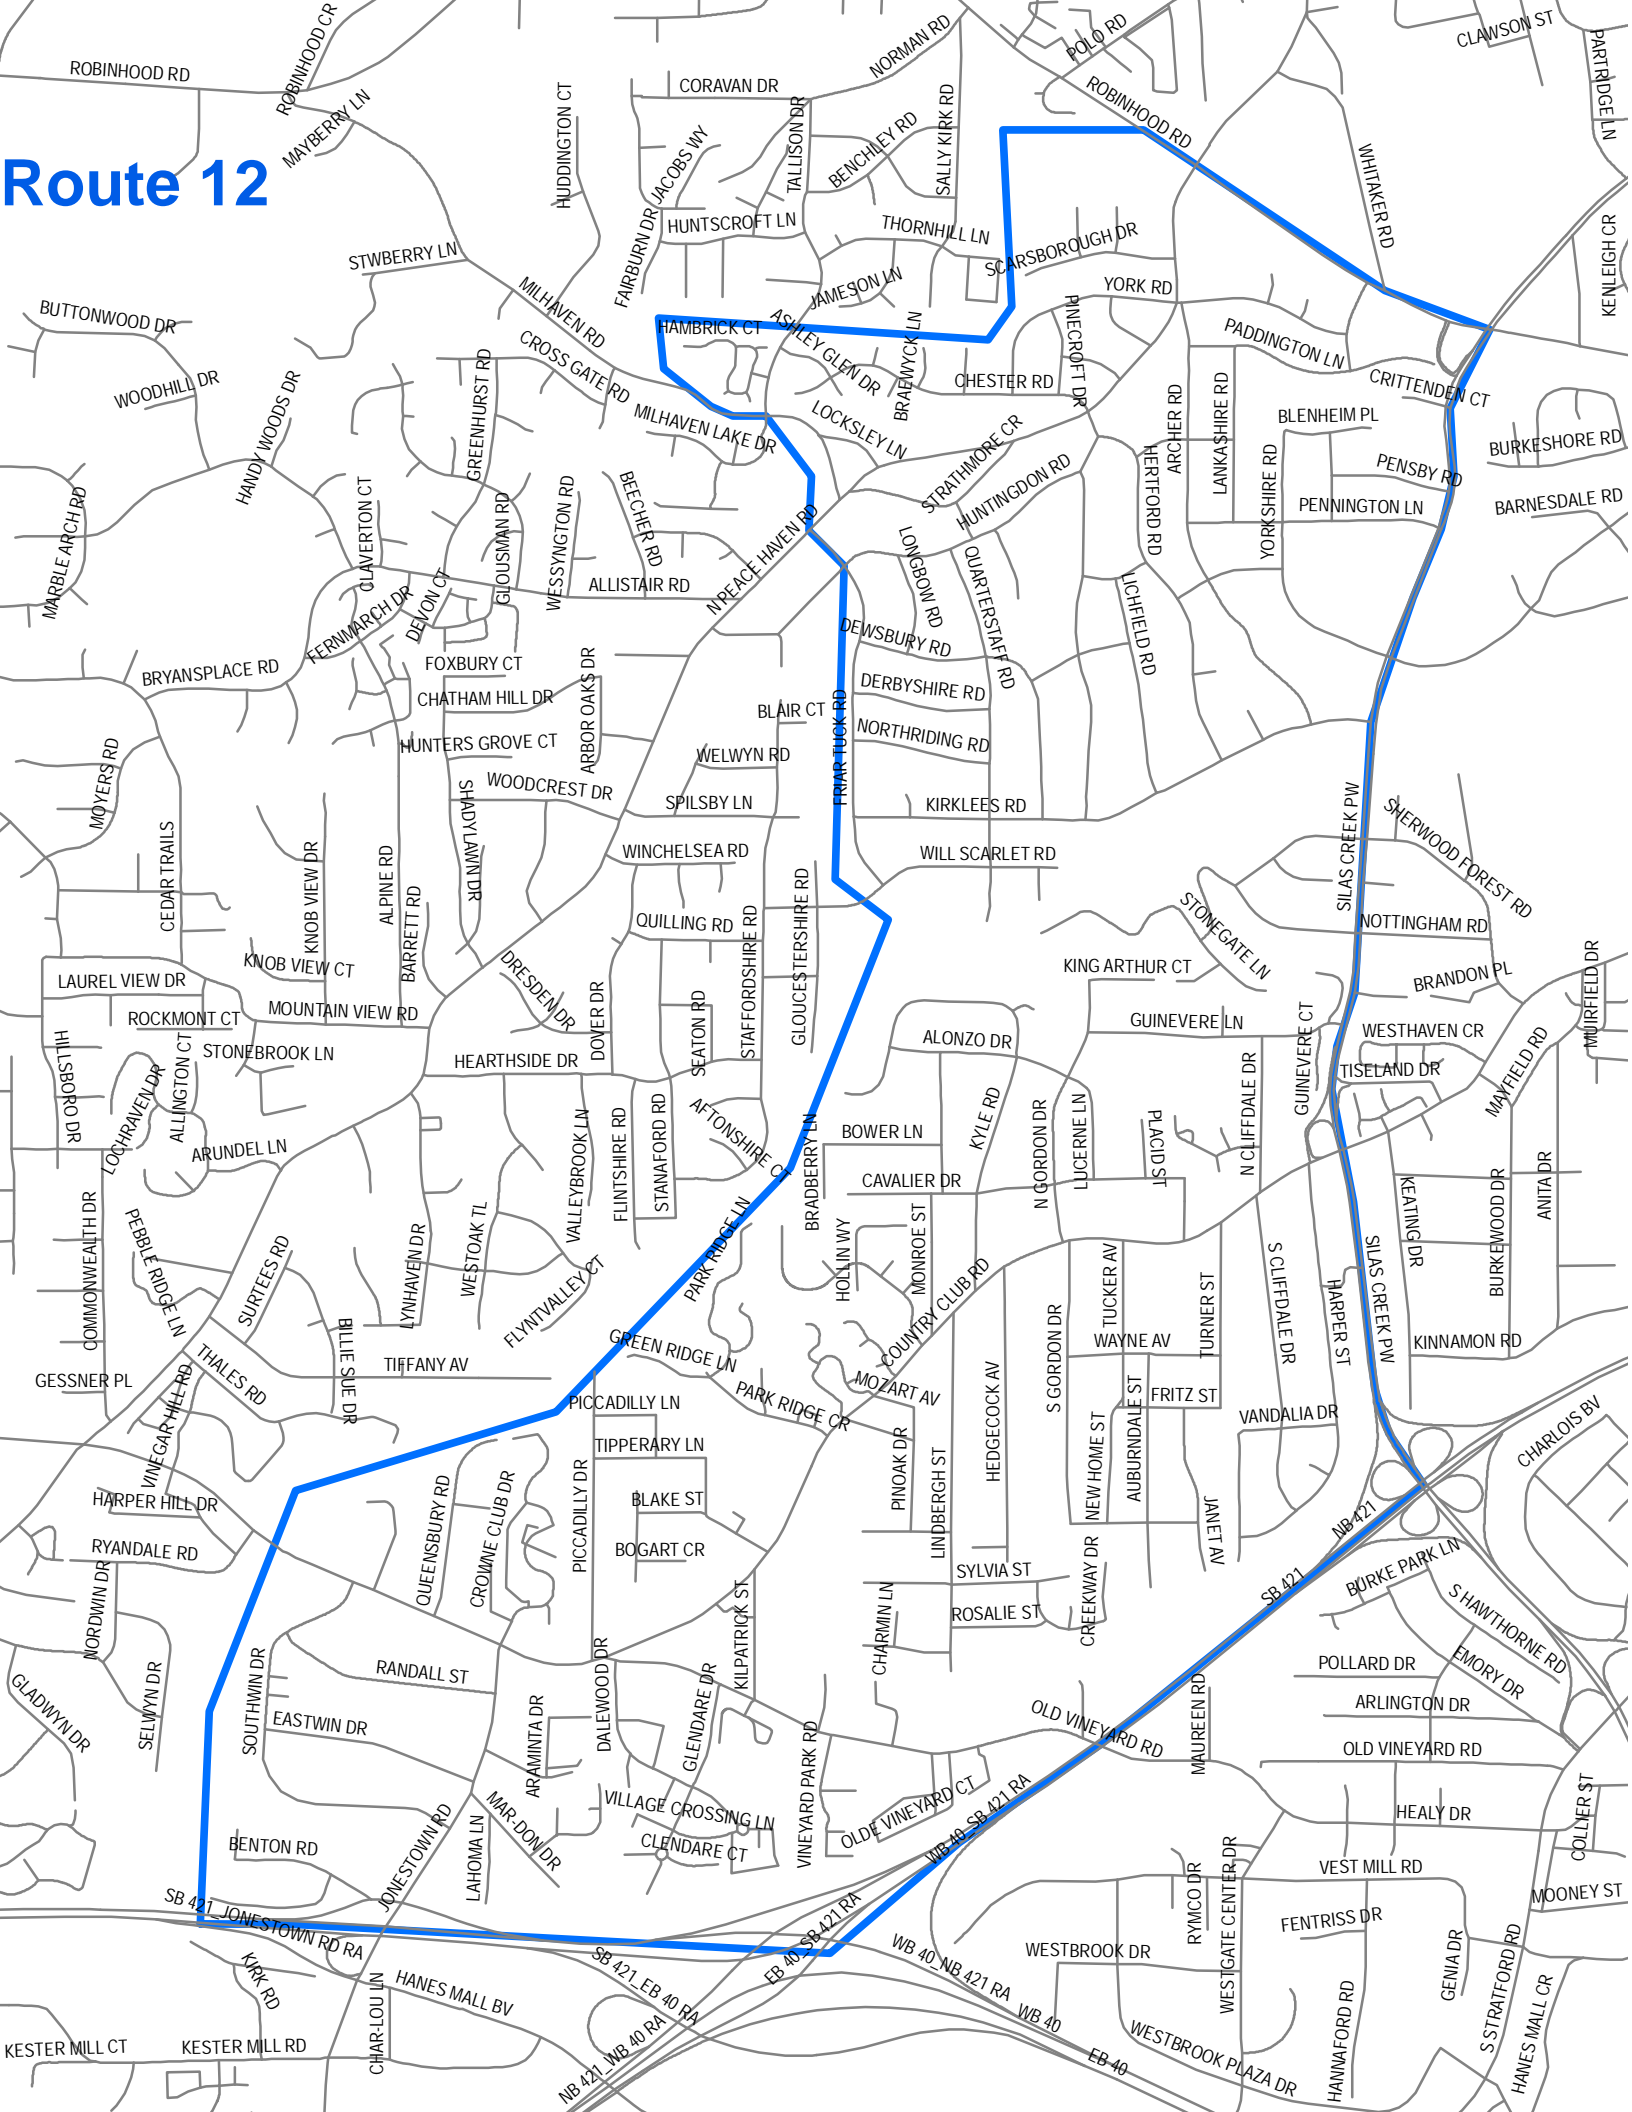 CLAWSON ST
POLO RD
ROBINHOOD CR
NORMAN RD
PARTRIDGE LN
ROBINHOOD RD
CORAVAN DR
ROBINHOOD RD
MAYBERRY LN
HUDDINGTON CT
JACOBS WY
TALLISON DR
BENCHLEY RD
SALLY KIRK RD
Route 12
WHITAKER RD
FAIRBURN DR
HUNTSCROFT LN
THORNHILL LN
SCARSBOROUGH DR
KENLEIGH CR
STWBERRY LN
MILHAVEN RD
JAMESON LN
YORK RD
BUTTONWOOD DR
HAMBRICK CT
ASHLEY GLEN DR
BRAEWYCK LN
PINECROFT DR
PADDINGTON LN
CROSS GATE RD
WOODHILL DR
HANDY WOODS DR
GREENHURST RD
CHESTER RD
CRITTENDEN CT
MILHAVEN LAKE DR
LOCKSLEY LN
STRATHMORE CR
ARCHER RD
LANKASHIRE RD
BLENHEIM PL
BURKESHORE RD
HUNTINGDON RD
HERTFORD RD
YORKSHIRE RD
PENSBY RD
MARBLE ARCH RD
CLAVERTON CT
GLOUSMAN RD
WESSYNGTON RD
BEECHER RD
N PEACE HAVEN RD
PENNINGTON LN
BARNESDALE RD
LONGBOW RD
QUARTERSTAFF RD
LICHFIELD RD
ALLISTAIR RD
FERNMARCH DR
DEVON CT
DEWSBURY RD
BRYANSPLACE RD
FOXBURY CT
CHATHAM HILL DR
ARBOR OAKS DR
DERBYSHIRE RD
BLAIR CT
FRIAR TUCK RD
NORTHRIDING RD
HUNTERS GROVE CT
WELWYN RD
MOYERS RD
WOODCREST DR
SHADYLAWN DR
SPILSBY LN
KIRKLEES RD
SILAS CREEK PW
SHERWOOD FOREST RD
CEDAR TRAILS
KNOB VIEW DR
ALPINE RD
WINCHELSEA RD
WILL SCARLET RD
BARRETT RD
QUILLING RD
STAFFORDSHIRE RD
GLOUCESTERSHIRE RD
STONEGATE LN
NOTTINGHAM RD
KNOB VIEW CT
KING ARTHUR CT
BRANDON PL
MUIRFIELD DR
LAUREL VIEW DR
DRESDEN DR
DOVER DR
SEATON RD
ROCKMONT CT
MOUNTAIN VIEW RD
GUINEVERE LN
GUINEVERE CT
WESTHAVEN CR
HILLSBORO DR
STONEBROOK LN
HEARTHSIDE DR
ALONZO DR
TISELAND DR
MAYFIELD RD
LOCHRAVEN DR
ALLINGTON CT
AFTONSHIRE CT
KYLE RD
N GORDON DR
LUCERNE LN
PLACID ST
N CLIFFDALE DR
ARUNDEL LN
VALLEYBROOK LN
FLINTSHIRE RD
STANAFORD RD
BRADBERRY LN
BOWER LN
CAVALIER DR
COMMONWEALTH DR
PEBBLE RIDGE LN
SURTEES RD
LYNHAVEN DR
WESTOAK TL
PARK RIDGE LN
HOLLIN WY
MONROE ST
KEATING DR
BURKEWOOD DR
ANITA DR
FLYNTVALLEY CT
COUNTRY CLUB RD
TUCKER AV
TURNER ST
S CLIFFDALE DR
HARPER ST
SILAS CREEK PW
GREEN RIDGE LN
S GORDON DR
WAYNE AV
KINNAMON RD
THALES RD
BILLIE SUE DR
TIFFANY AV
GESSNER PL
MOZART AV
HEDGECOCK AV
FRITZ ST
PICCADILLY LN
PARK RIDGE CR
VANDALIA DR
VINEGAR HILL RD
TIPPERARY LN
PINOAK DR
LINDBERGH ST
NEW HOME ST
AUBURNDALE ST
CHARLOIS BV
HARPER HILL DR
QUEENSBURY RD
CROWNE CLUB DR
PICCADILLY DR
BLAKE ST
JANET AV
NB 421
RYANDALE RD
BOGART CR
SYLVIA ST
CREEKWAY DR
SB 421
BURKE PARK LN
NORDWIN DR
KILPATRICK ST
CHARMIN LN
ROSALIE ST
S HAWTHORNE RD
SELWYN DR
SOUTHWIN DR
RANDALL ST
DALEWOOD DR
GLENDARE DR
POLLARD DR
EMORY DR
GLADWYN DR
EASTWIN DR
ARAMINTA DR
VINEYARD PARK RD
OLD VINEYARD RD
MAUREEN RD
ARLINGTON DR
OLD VINEYARD RD
MAR-DON DR
VILLAGE CROSSING LN
OLDE VINEYARD CT
WB 40_SB 421 RA
HEALY DR
COLLIER ST
BENTON RD
JONESTOWN RD
LAHOMA LN
CLENDARE CT
VEST MILL RD
RYMCO DR
WESTGATE CENTER DR
MOONEY ST
SB 421_JONESTOWN RD RA
EB 40_SB 421 RA
FENTRISS DR
KIRK RD
SB 421_EB 40 RA
WB 40_NB 421 RA
WESTBROOK DR
GENIA DR
S STRATFORD RD
HANES MALL BV
CHAR-LOU LN
WB 40
HANES MALL CR
KESTER MILL CT
KESTER MILL RD
NB 421_WB 40 RA
EB 40
WESTBROOK PLAZA DR
HANNAFORD RD